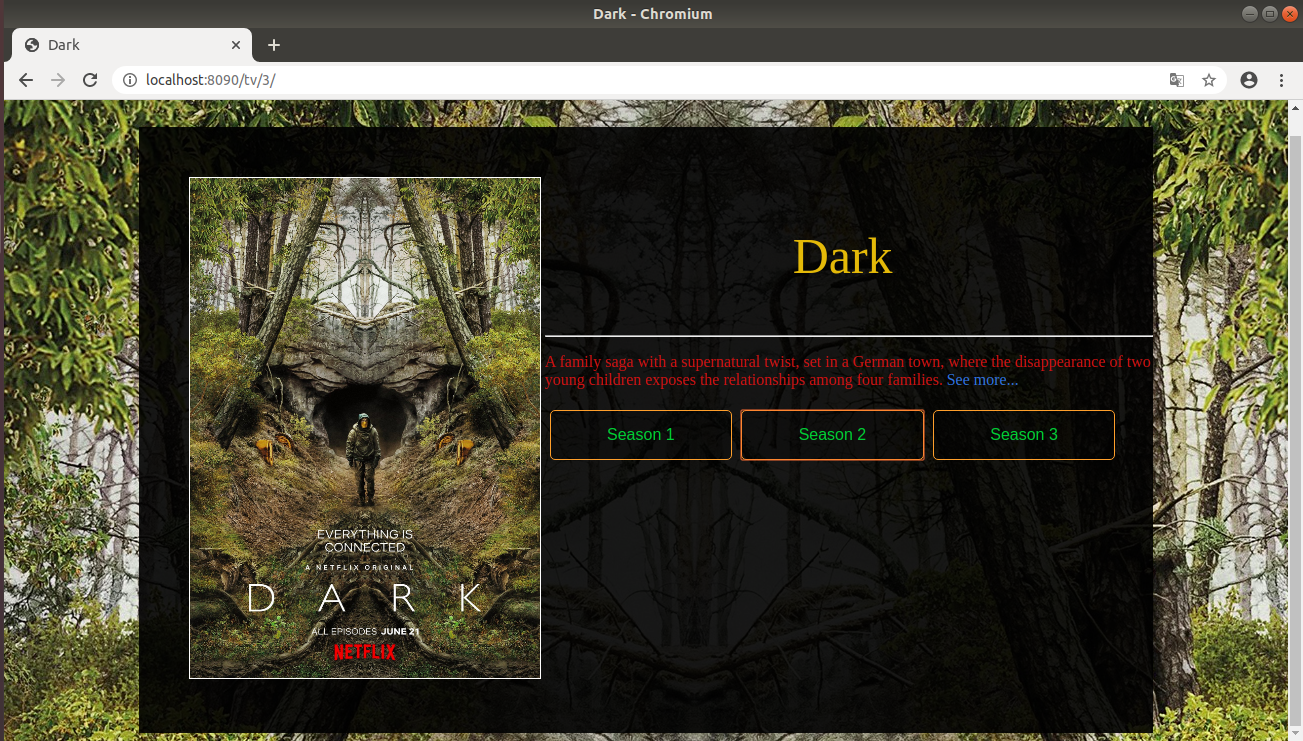 Dark - Chromium
Dark
localhost:8090/tv/3/
Dark
A family saga with a supernatural twist, set in a German town, where the disappearance of two
young children exposes the relationships among four families. See more...
Season 1
Season 2
Season 3
EVERYTHING IS
CONNECTED
A NETFLIX ORIGINAL
DARK
ALL EPISODES JUNE 21
NETFLIX